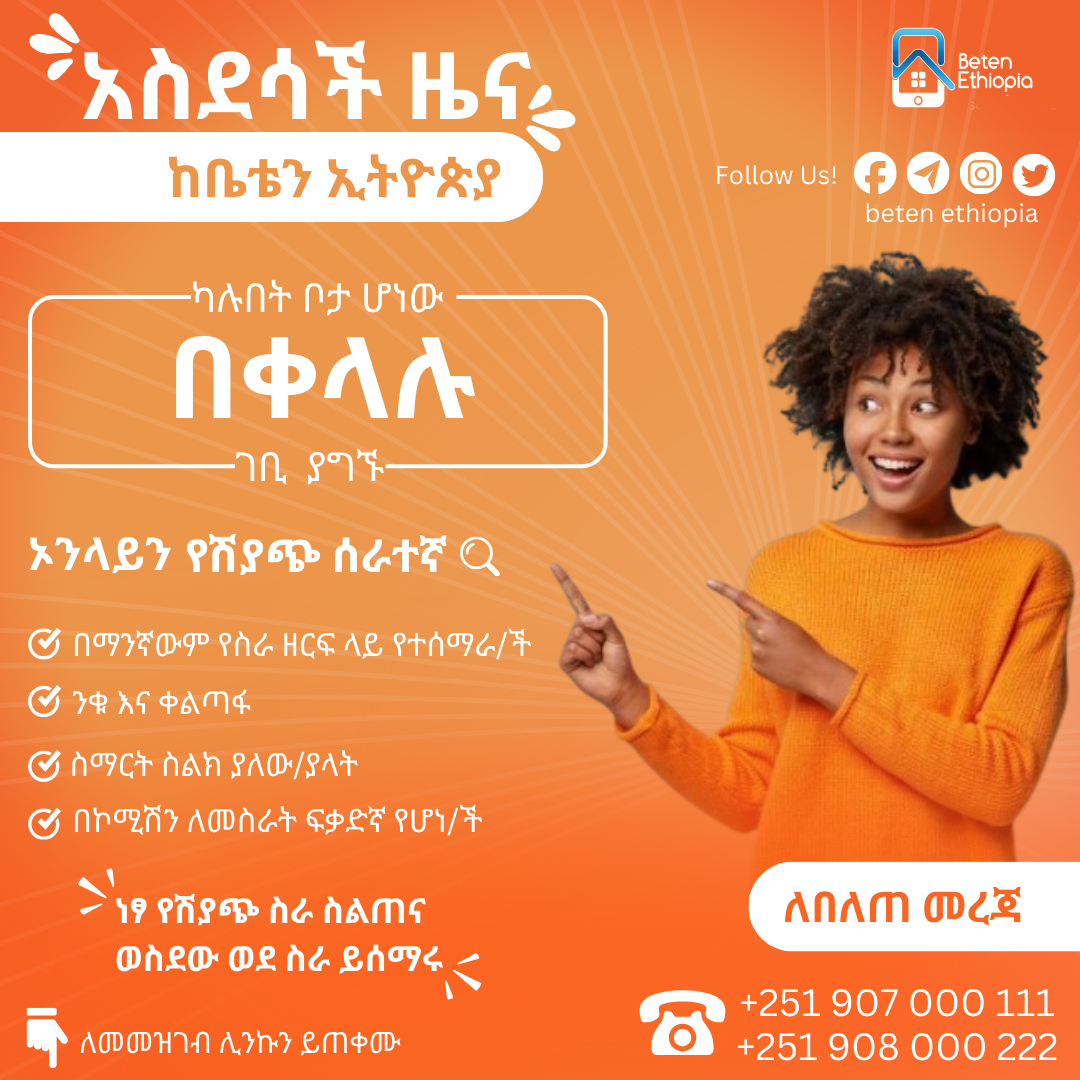 አስደሳች ዜና
ከቤቴን ኢትዮጵያ
Beten
Ethiopia
Follow Us!
beten ethiopia
ካሉበት ቦታ ሆነው
በቀላሉ
ገቢ ያግኙ
ኦንላይን የሽያጭ ሰራተኛ
በማንኛውም የስራ ዘርፍ ላይ የተሰማራ/ች
ንቁ እና ቀልጣፋ
ስማርት ስልክ ያለው/ያላት
በኮሚሽን ለመስራት ፍቃድኛ የሆነ/ች
ነፃ የሽያጭ ስራ ስልጠና
ወስደው ወደ ስራ ይሰማሩ
ለመመዝገብ ሊንኩን ይጠቀሙ
ለበለጠ መረጃ
+251 907 000 111
+251 908 000 222